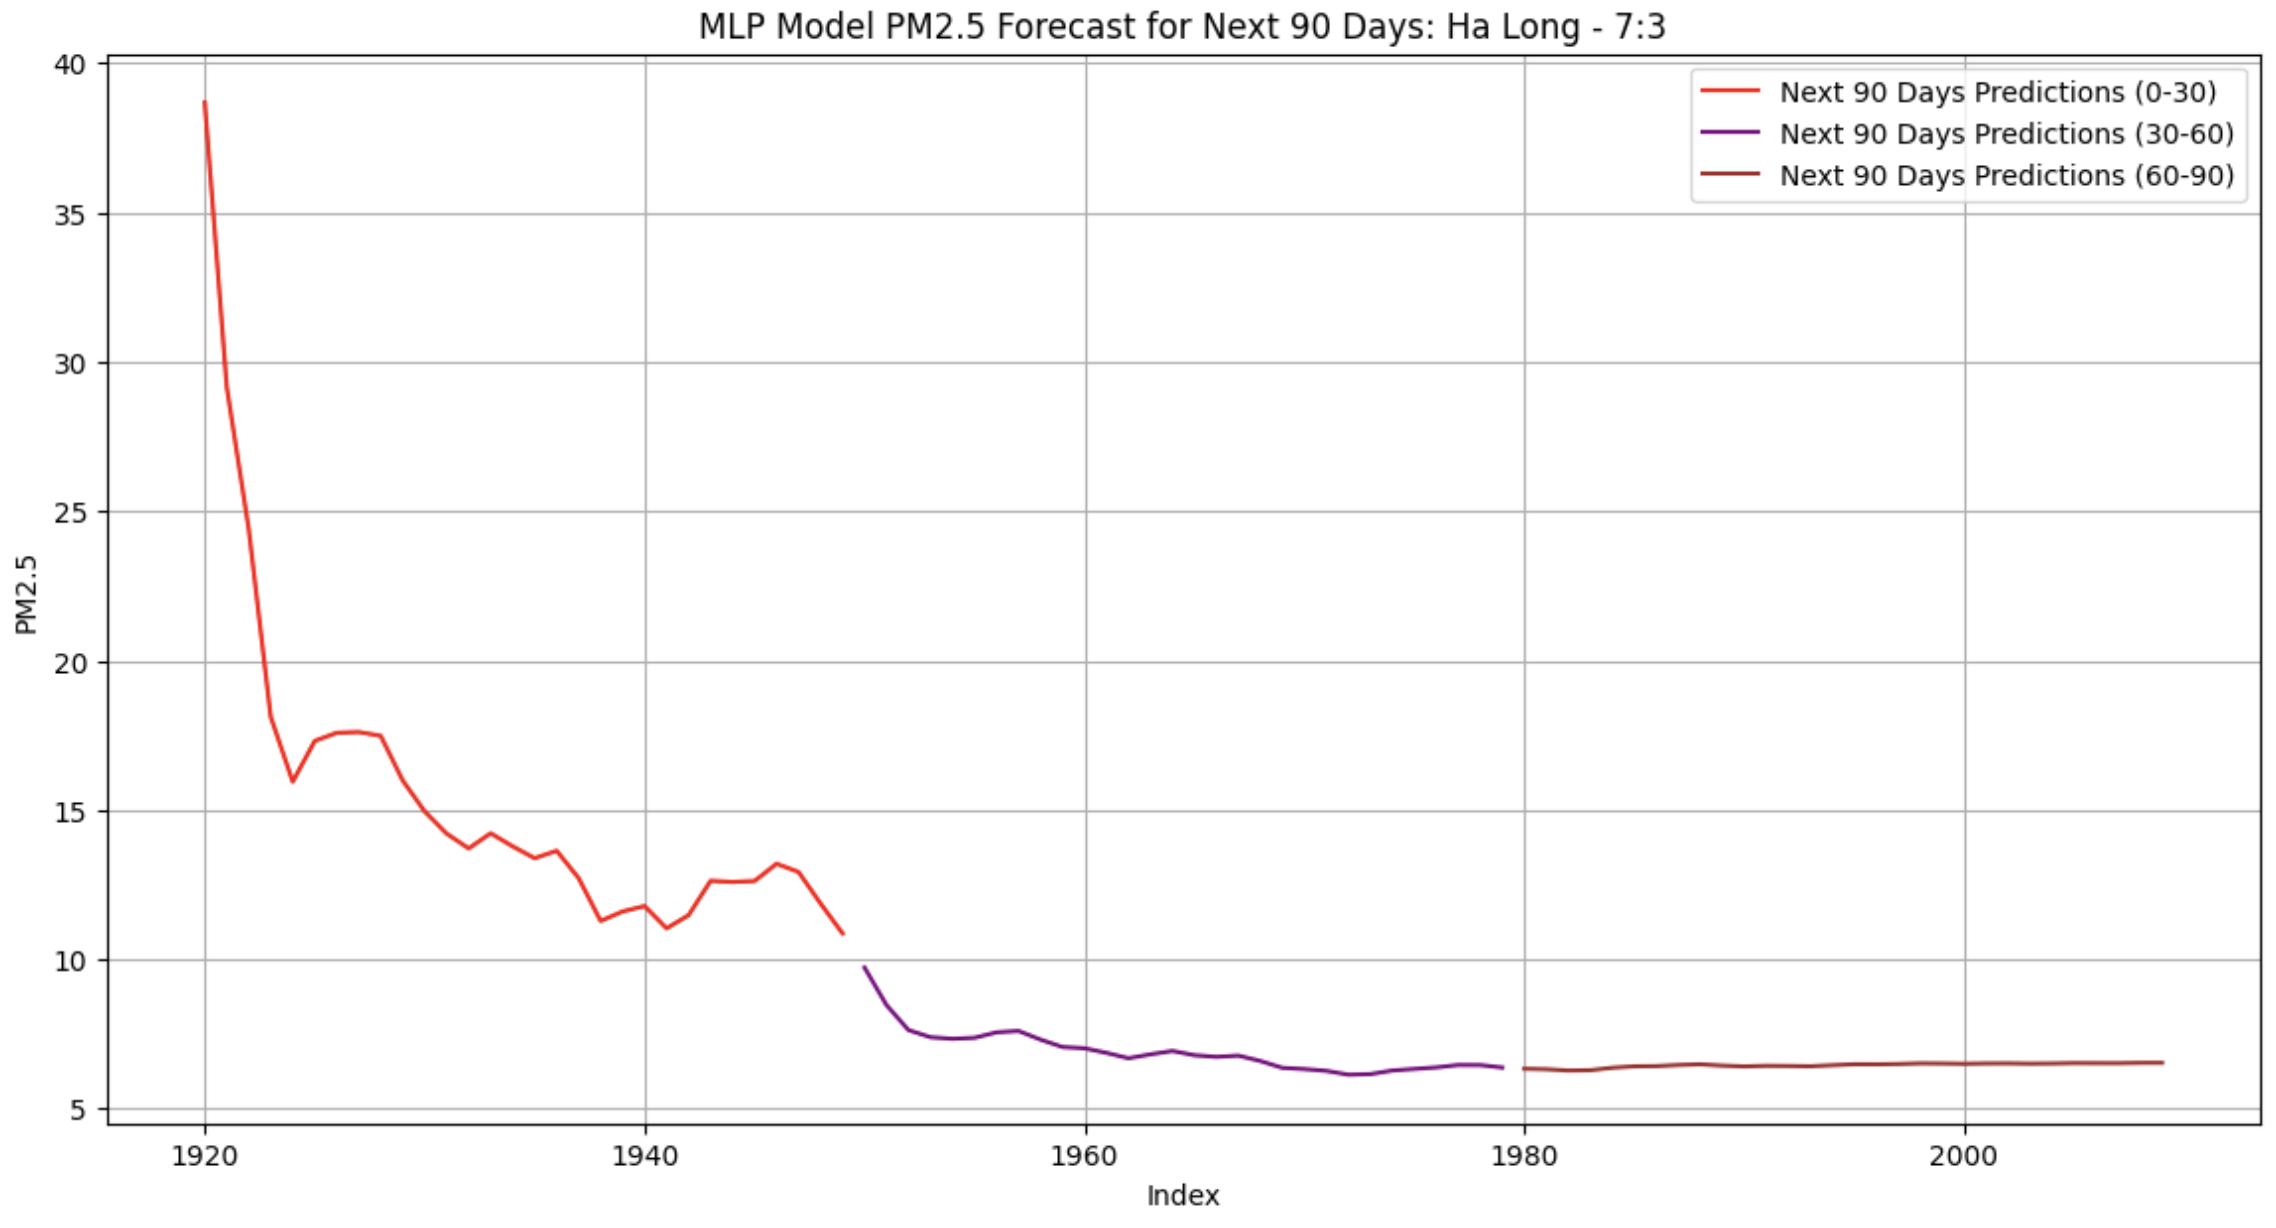 MLP Model PM2.5 Forecast for Next 90 Days: Ha Long - 7:3
Next 90 Days Predictions (0-30)
Next 90 Days Predictions (30-60)
Next 90 Days Predictions (60-90)
PM2.5
40
35
30
25
20
15
10
5
1920 1940 1960 1980 2000
Index